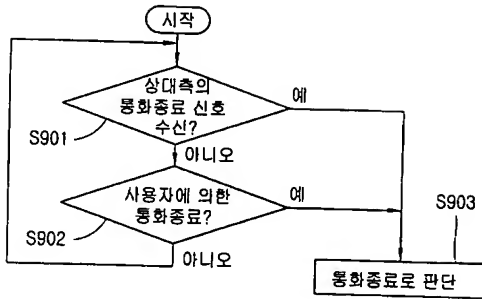 시작
상대측의
통화종료 신호
수신?
예
S901
아니오
사용자에 의한
통화종료?
예
S903
S902
아니오
통화종료로 판단